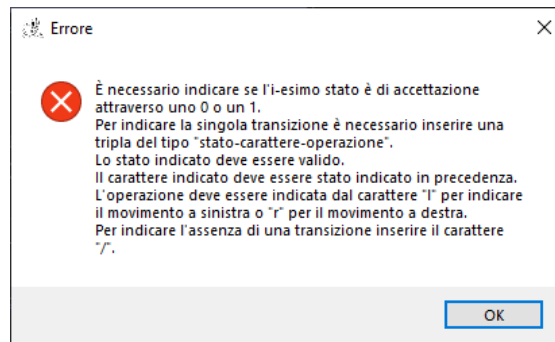 Errore
È necessario indicare se l'i-esimo stato è di accettazione
attraverso uno 0 o un 1.
Per indicare la singola transizione è necessario inserire una
tripla del tipo "stato-carattere-operazione".
Lo stato indicato deve essere valido.
Il carattere indicato deve essere stato indicato in precedenza.
L'operazione deve essere indicata dal carattere "l" per indicare
il movimento a sinistra o "r" per il movimento a destra.
Per indicare l'assenza di una transizione inserire il carattere
"/".
OK